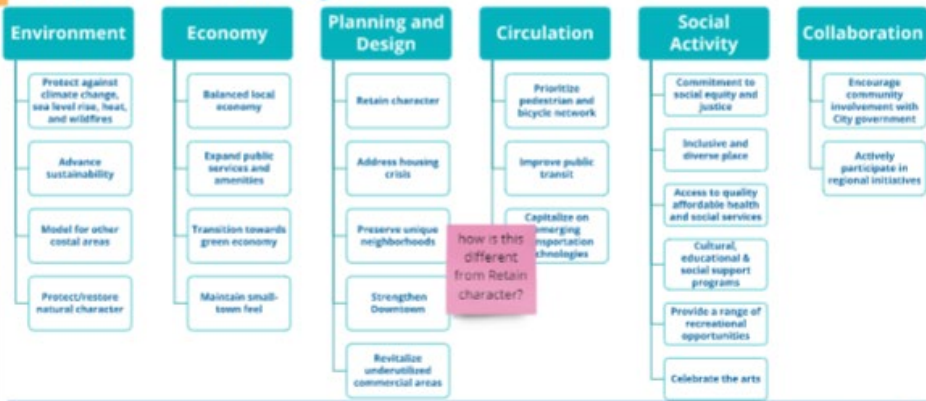 Environment
Protect against
climate change,
sea level rise, heat,
and wildfires
Advance
sustainability
Model for other
costal areas
Protect/restore
natural character
Economy
Balanced local
economy
Expand public
services and
amenities
Transition towards
green economy
Maintain small-
town feel
Planning and
Design
Retain character
Address housing
crisis
Preserve unique
neighborhoods
Strengthen
Downtown
Revitalize
underutilized
commercial areas
how is this
different
from Retain
character?
Circulation
Prioritize
pedestrian and
bicycle network
Improve public
transit
Capitalize on
emerging
nsportation
chnologies
Social
Activity
Commitment to
social equity and
justice
Inclusive and
diverse place
Access to quality
affordable health
and social services
Cultural,
educational &
social support
programs
Provide a range of
recreational
opportunities
Celebrate the arts
Collaboration
Encourage
community
involvement with
City government
Actively
participate in
regional initiatives